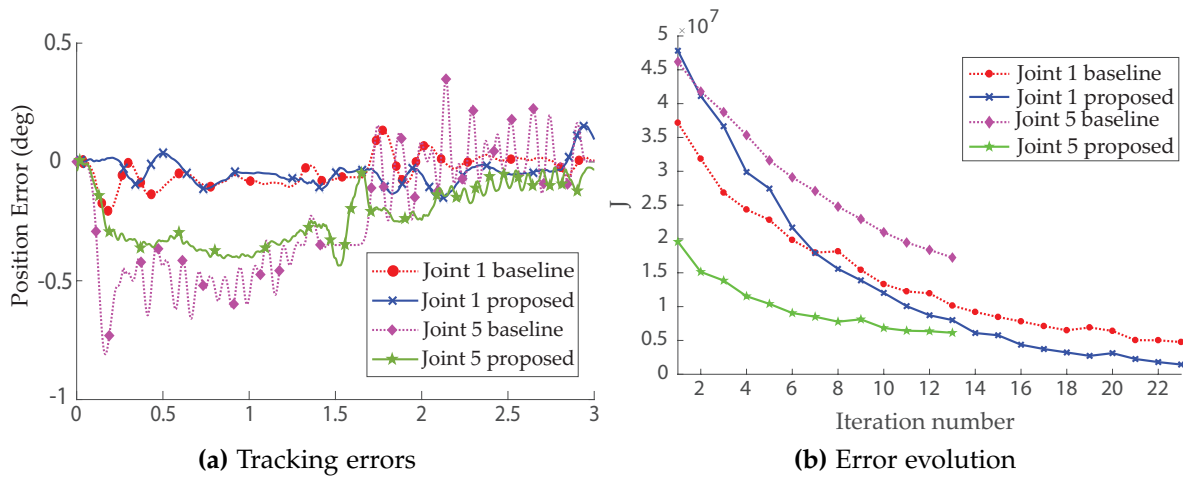 0.5
0
-0.5
-1
Position Error (deg)
0 0.5 1 1.5 2 2.5 3
Joint 1 baseline
Joint 1 proposed
Joint 5 baseline
Joint 5 proposed
(a) Tracking errors
×10^7
5
4.5
4
3.5
3
2.5
2
1.5
1
0.5
0
J
2 4 6 8 10 12 14 16 18 20 22
Iteration number
Joint 1 baseline
Joint 1 proposed
Joint 5 baseline
Joint 5 proposed
(b) Error evolution